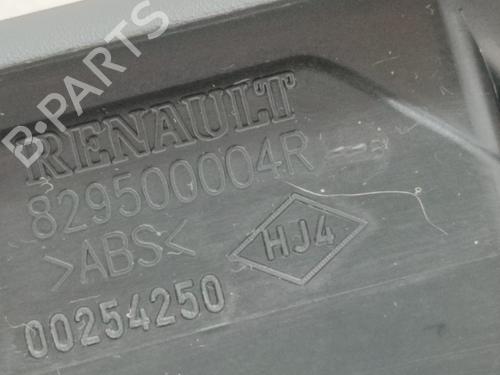 B-PARTS
RENAULT
829500004R
>ABS<
HJ4
00254250